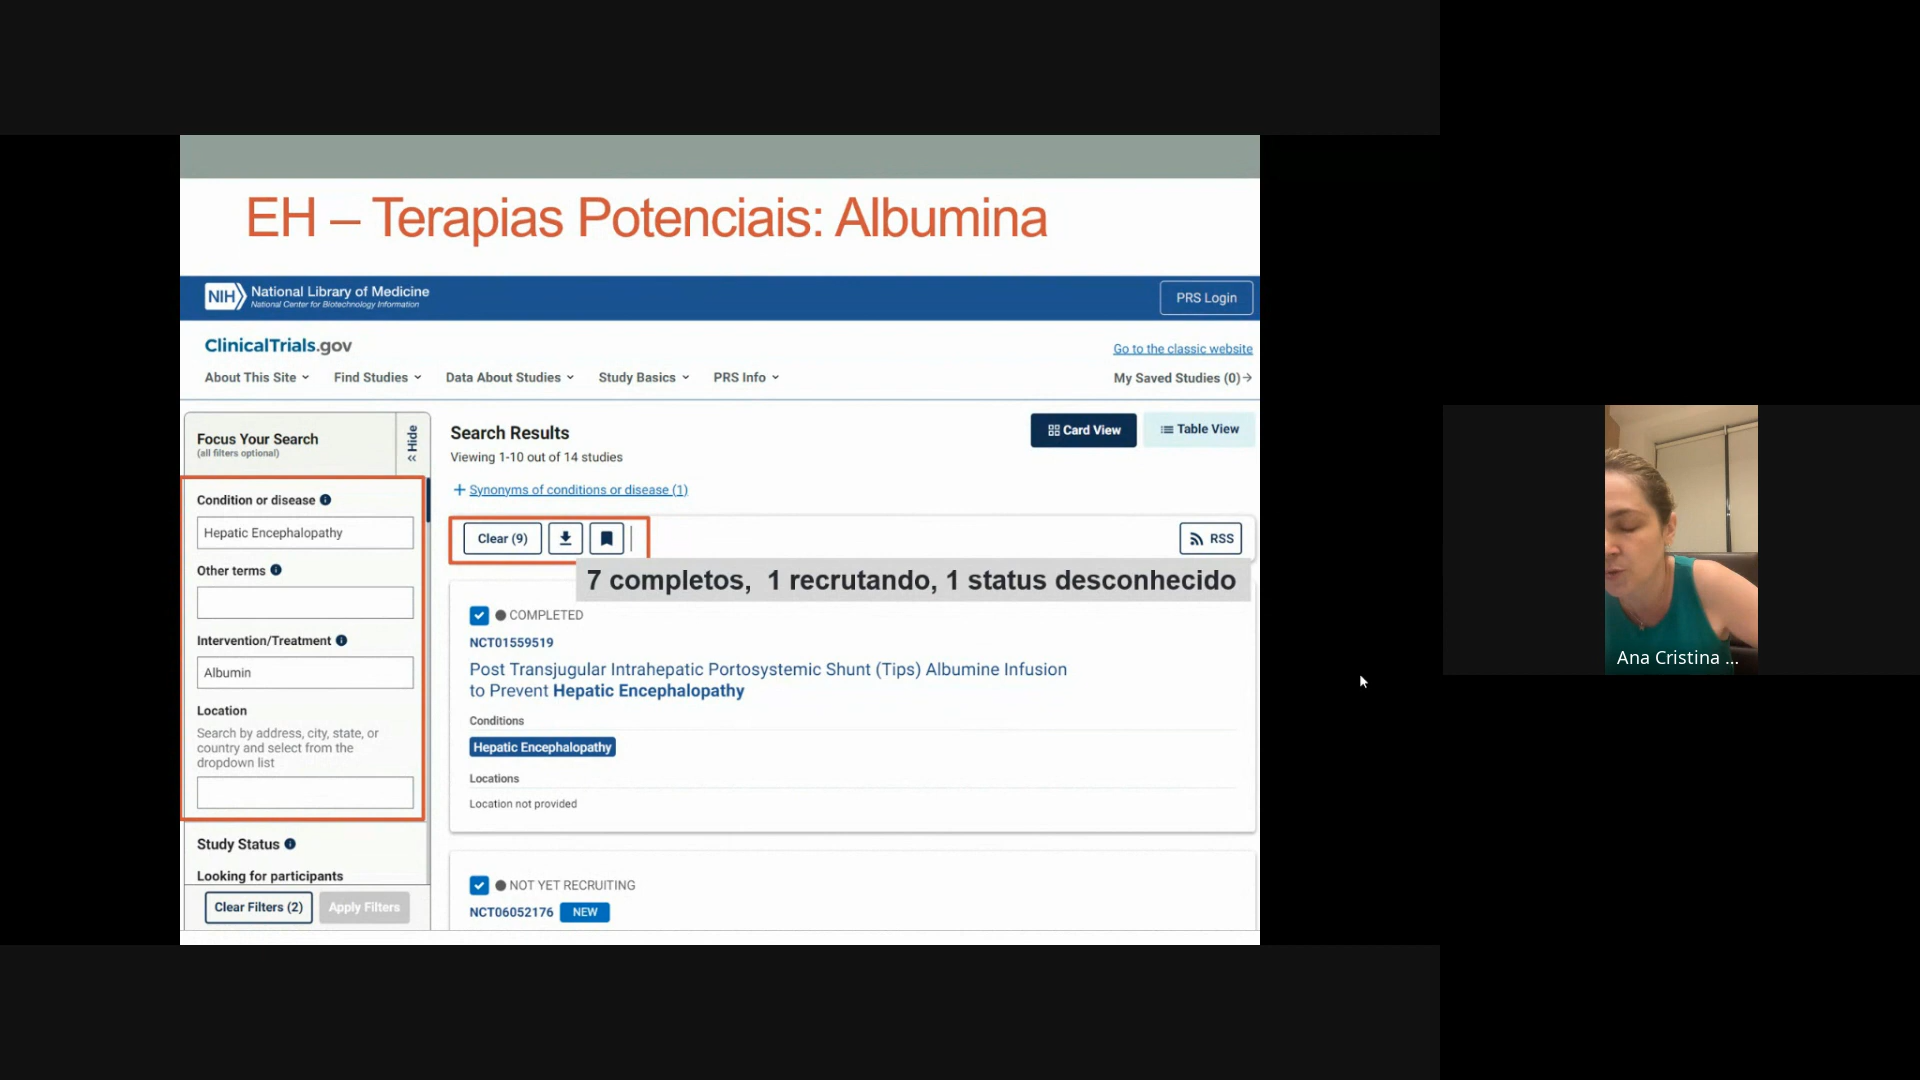 EH – Terapias Potenciais: Albumina
NIH National Library of Medicine
National Center for Biotechnology Information
PRS Login
ClinicalTrials.gov
Go to the classic website
About This Site
Find Studies
Data About Studies
Study Basics
PRS Info
My Saved Studies (0)→
Focus Your Search
(all filters optional)
« Hide
Condition or disease
Hepatic Encephalopathy
Other terms
Intervention/Treatment
Albumin
Location
Search by address, city, state, or
country and select from the
dropdown list
Study Status
Looking for participants
Clear Filters (2)
Apply Filters
Search Results
Viewing 1-10 out of 14 studies
Card View
Table View
+ Synonyms of conditions or disease (1)
Clear (9)
RSS
7 completos, 1 recrutando, 1 status desconhecido
COMPLETED
NCT01559519
Post Transjugular Intrahepatic Portosystemic Shunt (Tips) Albumine Infusion
to Prevent Hepatic Encephalopathy
Conditions
Hepatic Encephalopathy
Locations
Location not provided
NOT YET RECRUITING
NCT06052176 NEW
Ana Cristina ...